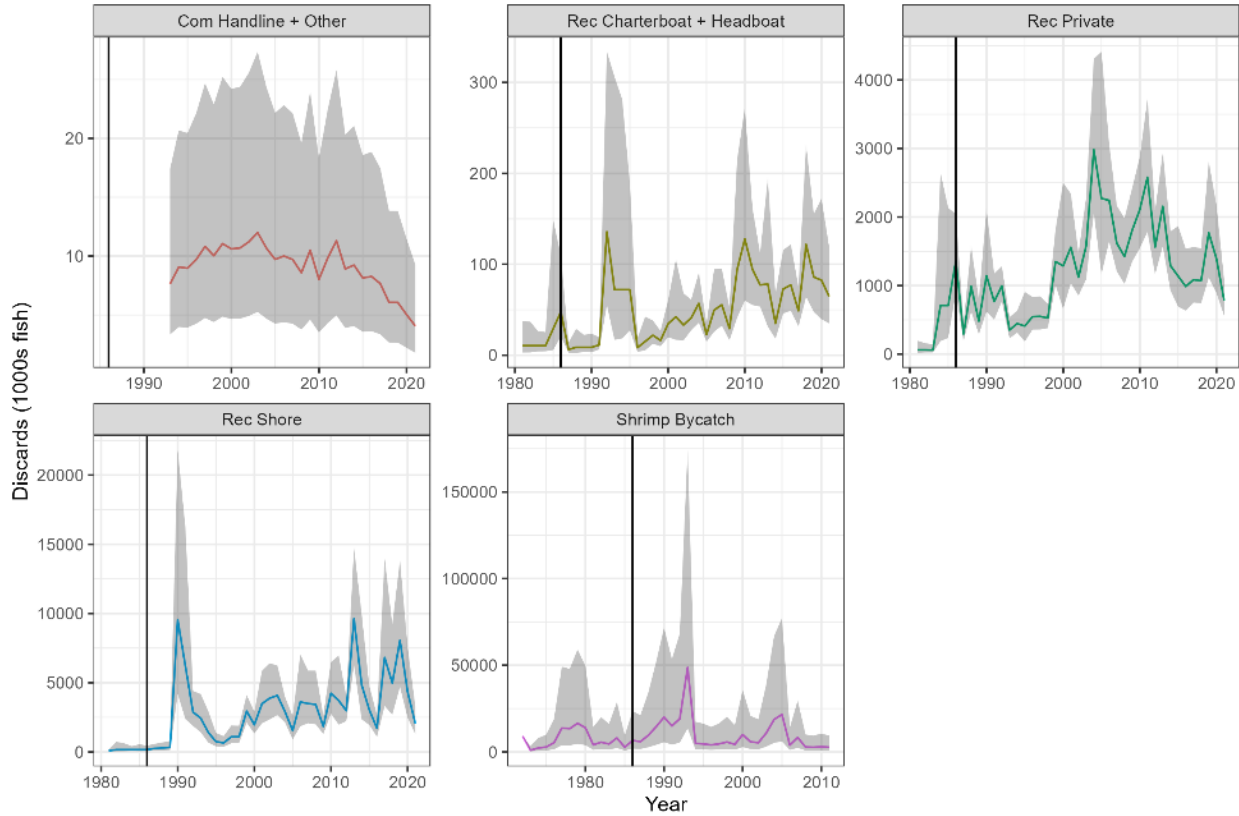 Com Handline + Other
Rec Charterboat + Headboat
Rec Private
20
10
1990 2000 2010 2020
300
200
100
0
1980 1990 2000 2010 2020
4000
3000
2000
1000
0
1980 1990 2000 2010 2020
Discards (1000s fish)
Rec Shore
Shrimp Bycatch
20000
15000
10000
5000
0
1980 1990 2000 2010 2020
150000
100000
50000
0
1980 1990 2000 2010
Year